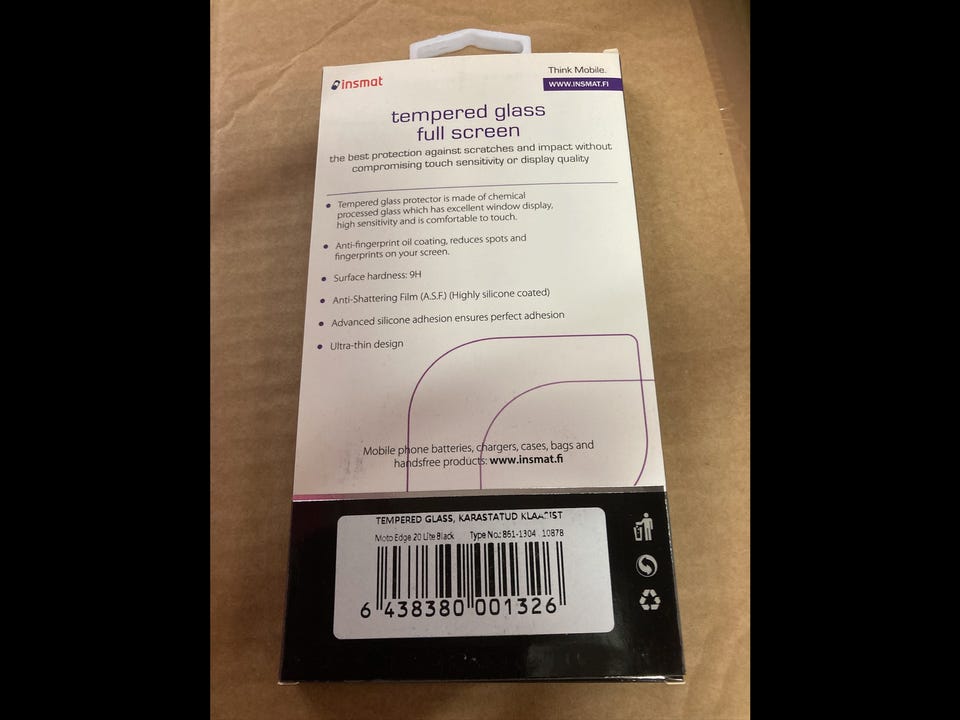 insmat
Think Mobile.
WWW.INSMAT.FI
tempered glass
full screen
the best protection against scratches and impact without
compromising touch sensitivity or display quality
• Tempered glass protector is made of chemical
processed glass which has excellent window display,
high sensitivity and is comfortable to touch.
• Anti-fingerprint oil coating, reduces spots and
fingerprints on your screen.
• Surface hardness: 9H
• Anti-Shattering Film (A.S.F.) (Highly silicone coated)
• Advanced silicone adhesion ensures perfect adhesion
• Ultra-thin design
Mobile phone batteries, chargers, cases, bags and
handsfree products: www.insmat.fi
TEMPERED GLASS, KARASTATUD
Moto Edge 20 Lite Black Type No.: 861-1304 10878
6 438380 001326